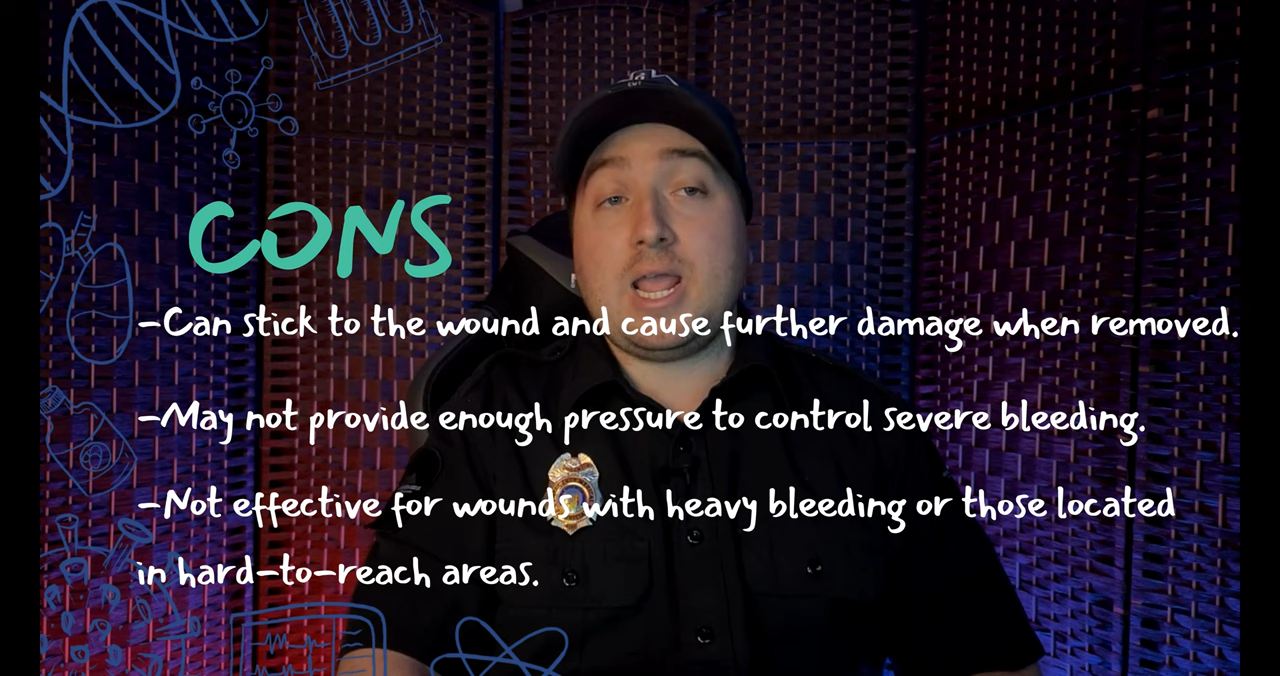 CONS
-Can stick to the wound and cause further damage when removed.
-May not provide enough pressure to control severe bleeding.
-Not effective for wounds with heavy bleeding or those located
in hard-to-reach areas.